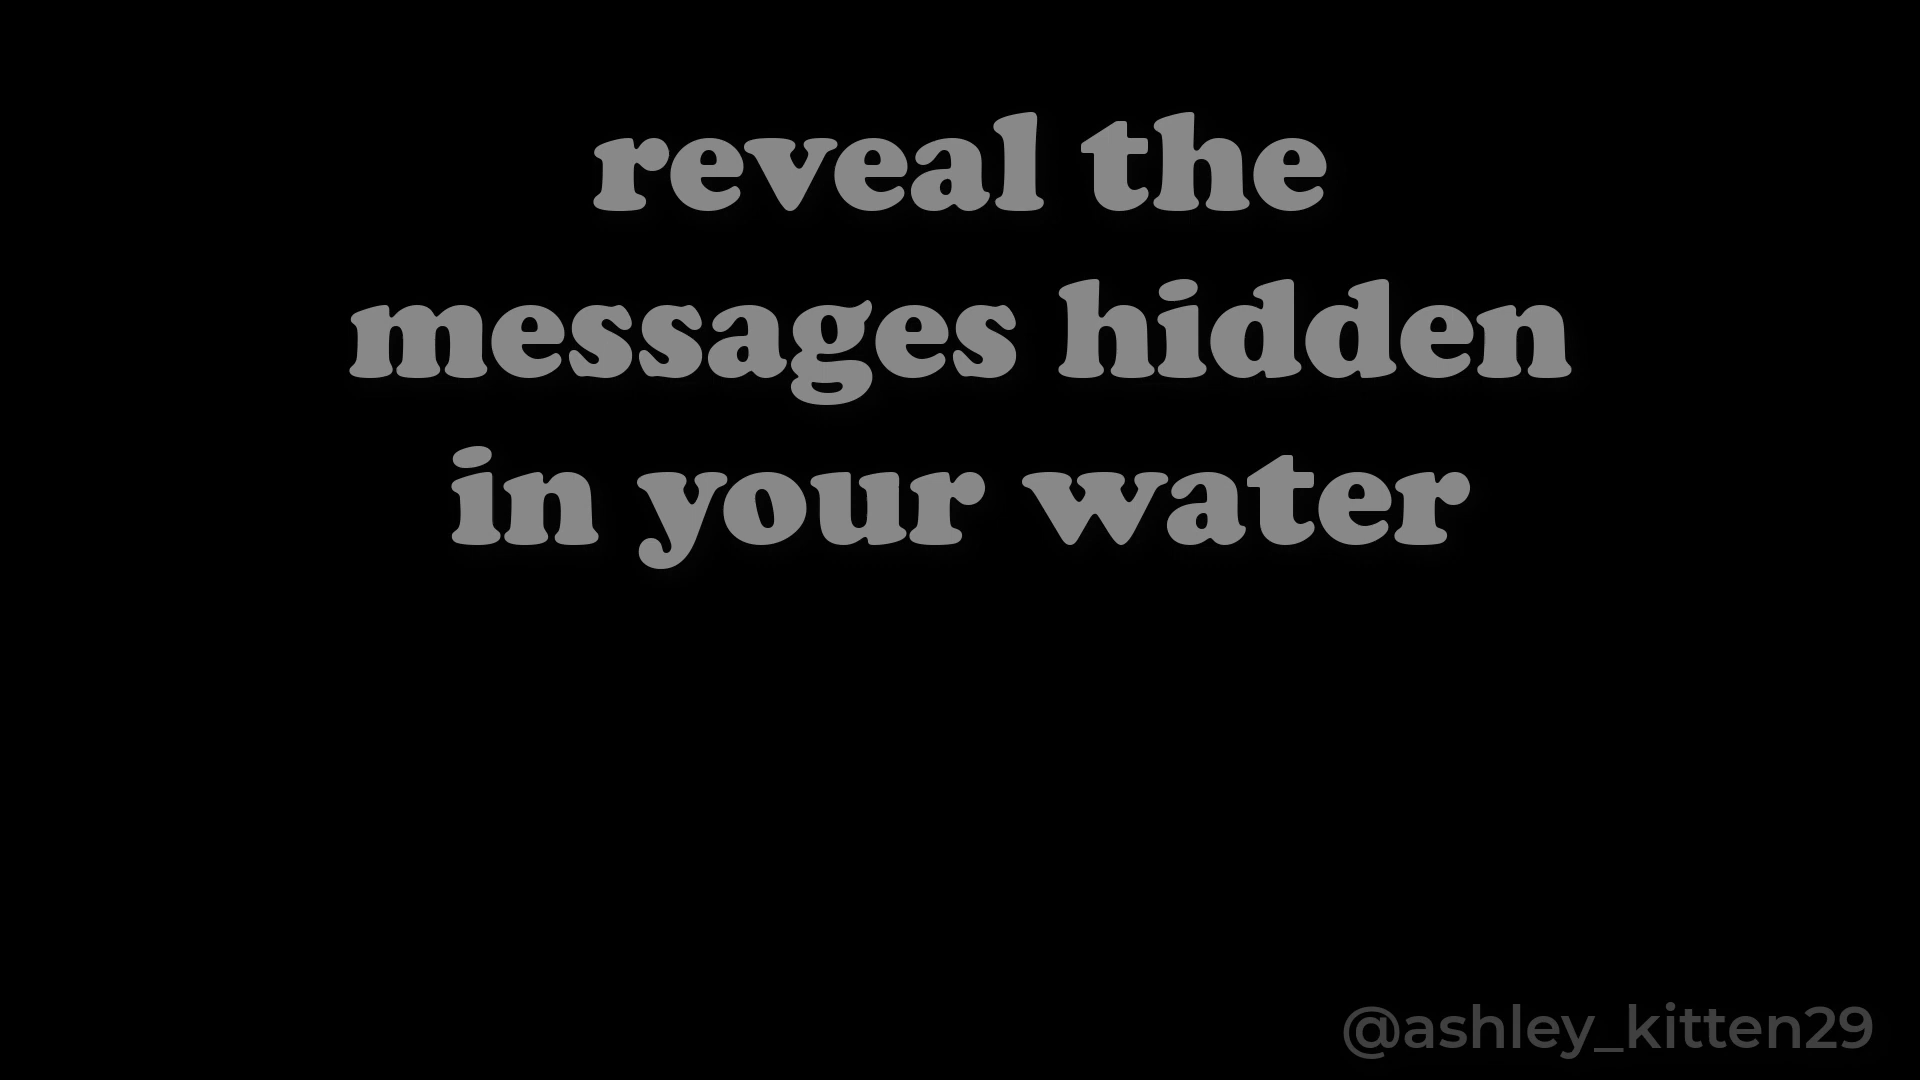 reveal the
messages hidden
in your water
@ashley_kitten29